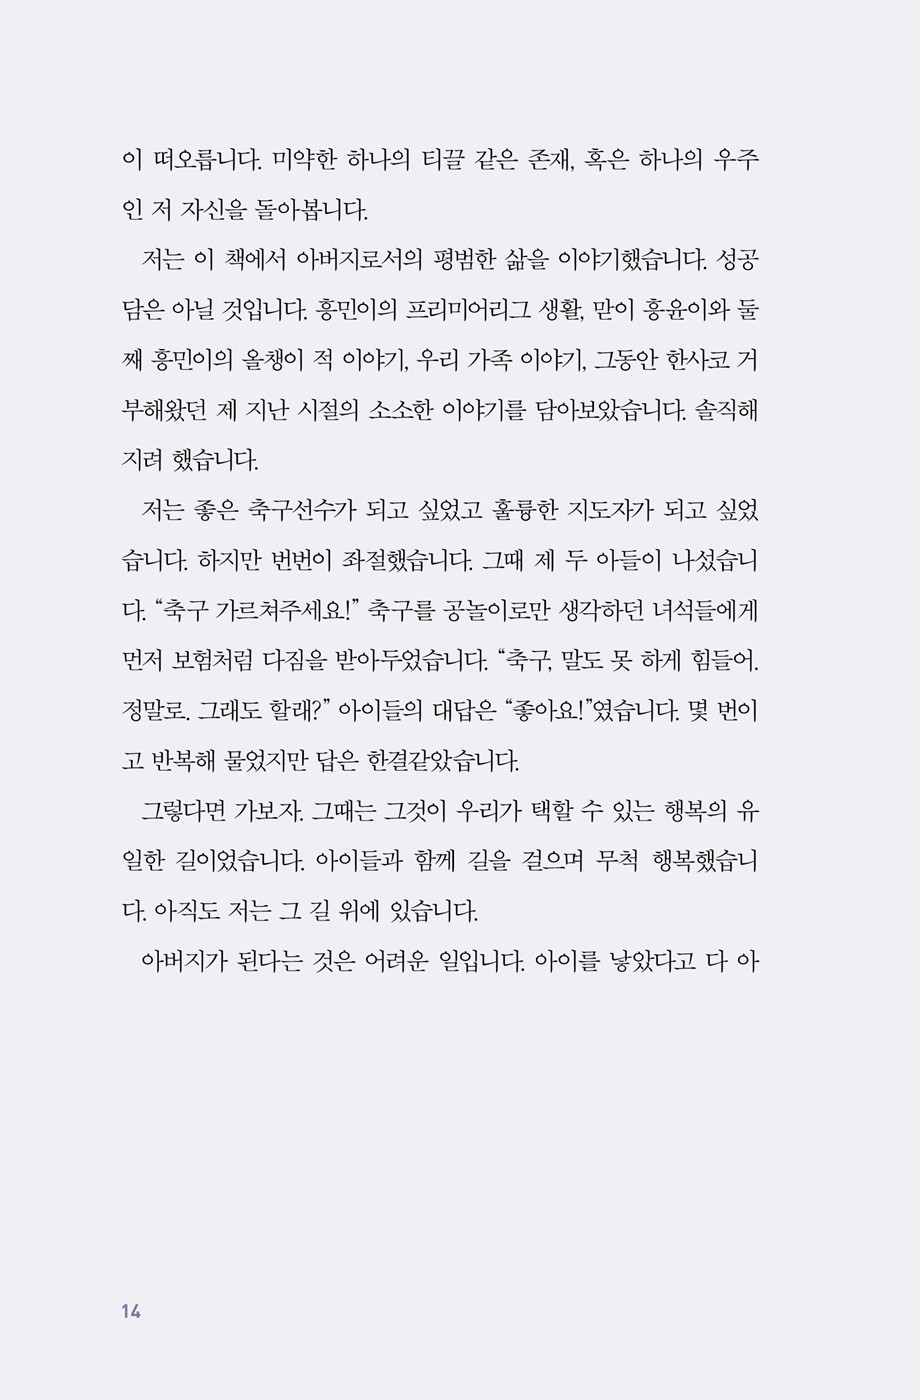 이 떠오릅니다. 미약한 하나의 티끌 같은 존재, 혹은 하나의 우주
인 저 자신을 돌아봅니다.
저는 이 책에서 아버지로서의 평범한 삶을 이야기했습니다. 성공
담은 아닐 것입니다. 흥민이의 프리미어리그 생활, 맏이 흥윤이와 둘
째 흥민이의 올챙이 적 이야기, 우리 가족 이야기, 그동안 한사코 거
부해왔던 제 지난 시절의 소소한 이야기를 담아보았습니다. 솔직해
지려 했습니다.
저는 좋은 축구선수가 되고 싶었고 훌륭한 지도자가 되고 싶었
습니다. 하지만 번번이 좌절했습니다. 그때 제 두 아들이 나섰습니
다. “축구 가르쳐주세요!” 축구를 공놀이로만 생각하던 녀석들에게
먼저 보험처럼 다짐을 받아두었습니다. “축구, 말도 못 하게 힘들어.
정말로. 그래도 할래?” 아이들의 대답은 “좋아요!”였습니다. 몇 번이
고 반복해 물었지만 답은 한결같았습니다.
그렇다면 가보자. 그때는 그것이 우리가 택할 수 있는 행복의 유
일한 길이었습니다. 아이들과 함께 길을 걸으며 무척 행복했습니
다. 아직도 저는 그 길 위에 있습니다.
아버지가 된다는 것은 어려운 일입니다. 아이를 낳았다고 다 아
14